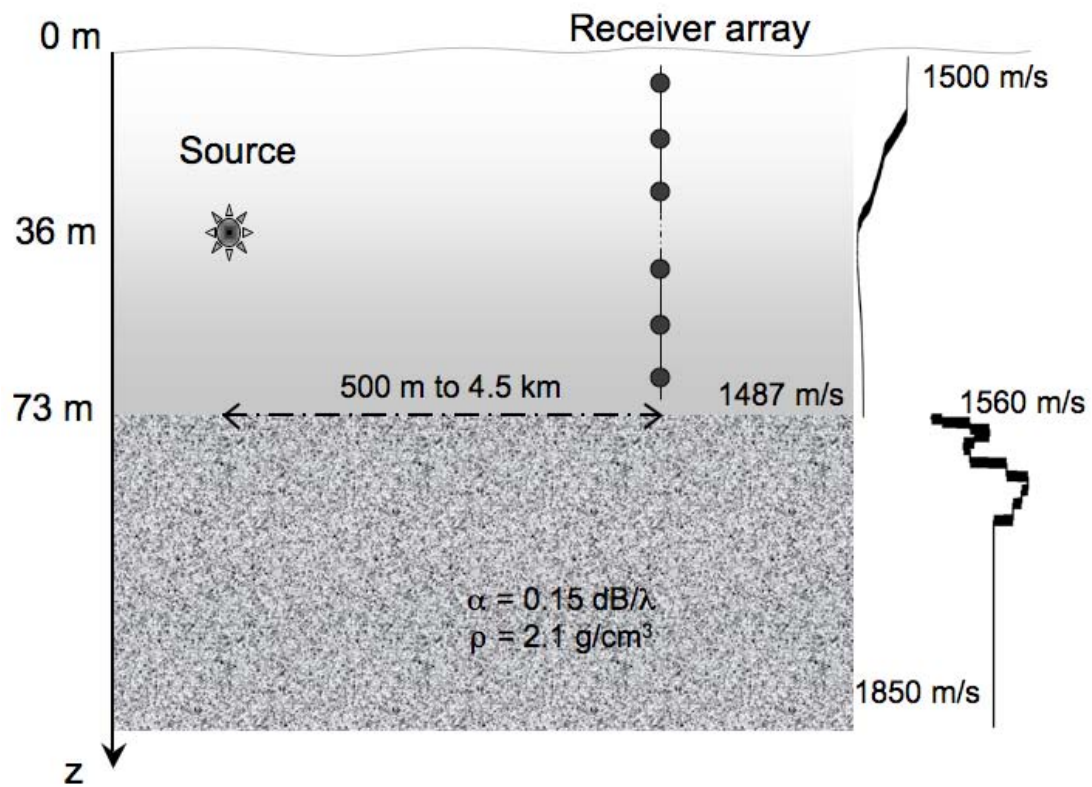 0 m
Receiver array
1500 m/s
Source
36 m
500 m to 4.5 km
1487 m/s
1560 m/s
73 m
α = 0.15 dB/λ
ρ = 2.1 g/cm³
1850 m/s
z